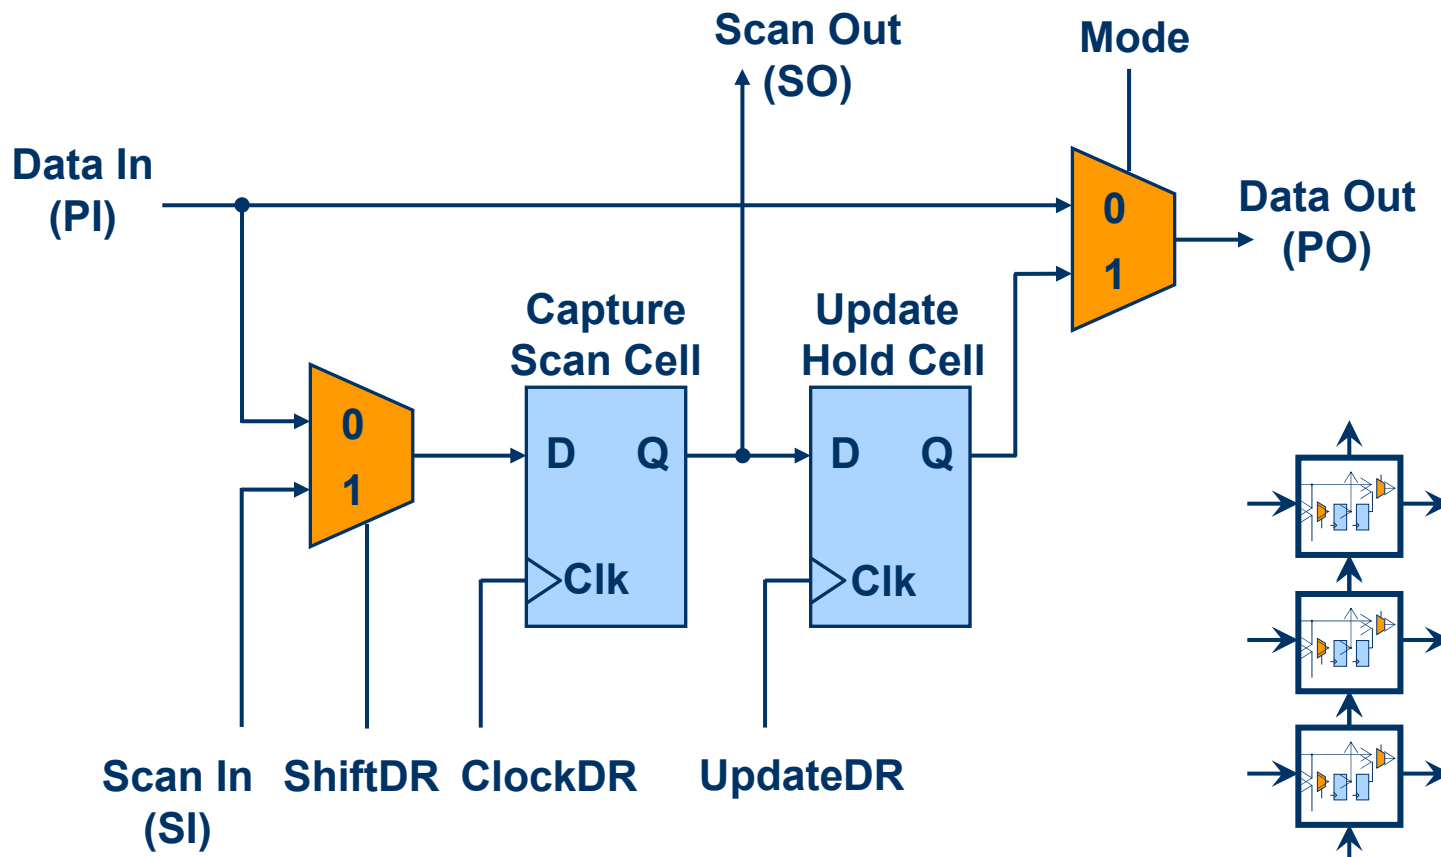 Scan Out
(SO)
Mode
Data In
(PI)
0
1
Data Out
(PO)
Capture
Scan Cell
Update
Hold Cell
0
1
D Q
Clk
D Q
Clk
Scan In
(SI)
ShiftDR
ClockDR
UpdateDR